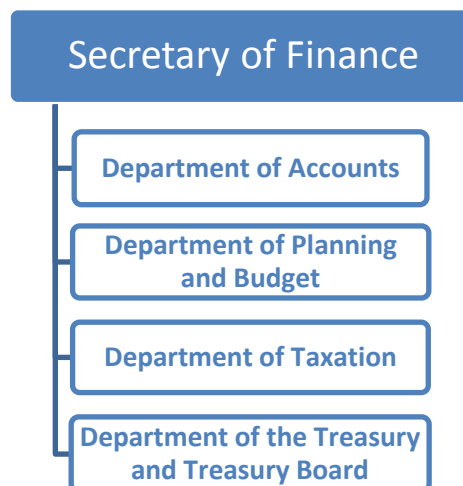 Secretary of Finance
Department of Accounts
Department of Planning
and Budget
Department of Taxation
Department of the Treasury
and Treasury Board